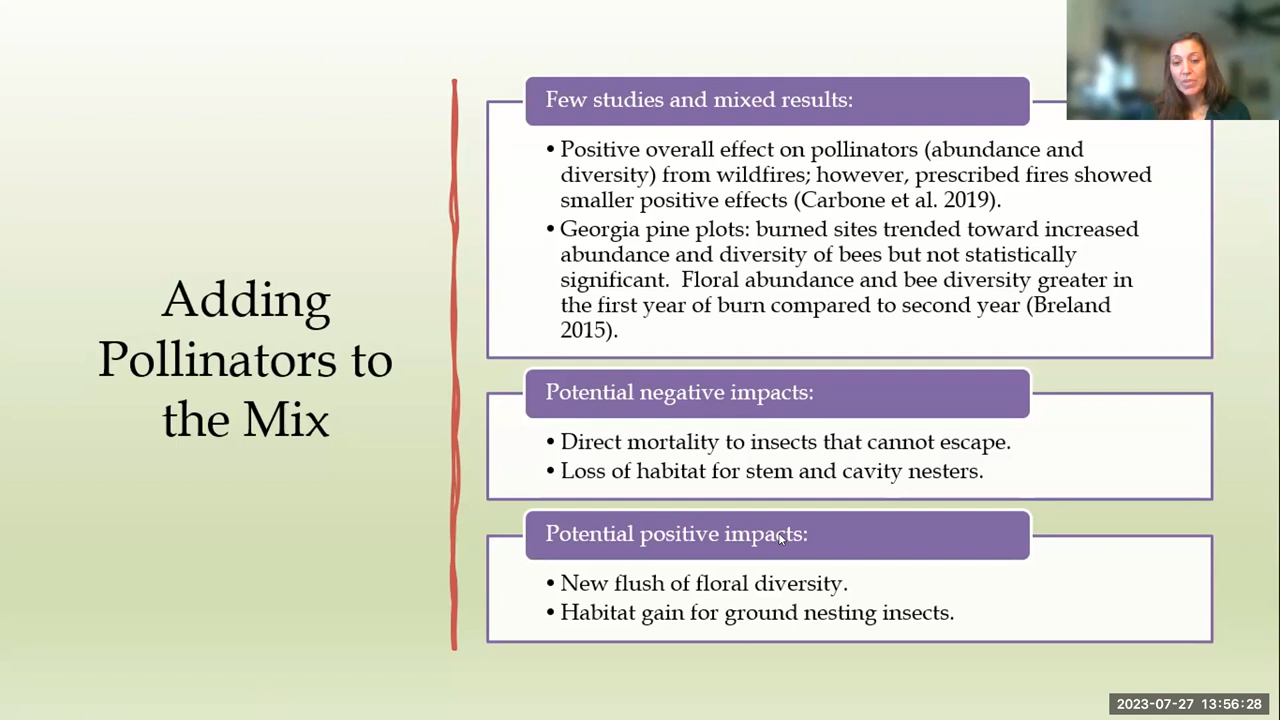 Adding
Pollinators to
the Mix
Few studies and mixed results:
• Positive overall effect on pollinators (abundance and
diversity) from wildfires; however, prescribed fires showed
smaller positive effects (Carbone et al. 2019).
• Georgia pine plots: burned sites trended toward increased
abundance and diversity of bees but not statistically
significant.  Floral abundance and bee diversity greater in
the first year of burn compared to second year (Breland
2015).
Potential negative impacts:
• Direct mortality to insects that cannot escape.
• Loss of habitat for stem and cavity nesters.
Potential positive impacts:
• New flush of floral diversity.
• Habitat gain for ground nesting insects.
2023-07-27 13:56:28